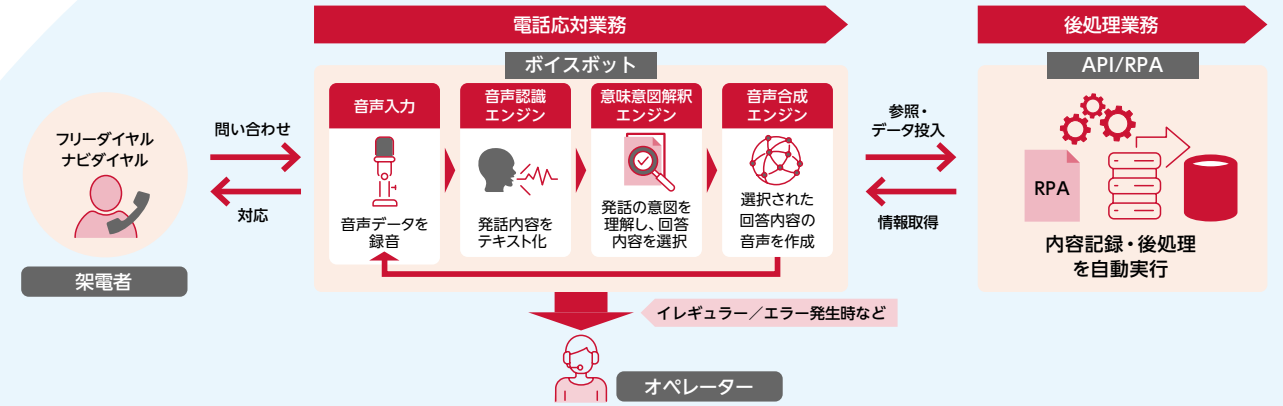 電話応対業務
後処理業務
ボイスボット
API/RPA
フリーダイヤル
ナビダイヤル
架電者
問い合わせ
対応
音声入力
音声データを
録音
音声認識
エンジン
発話内容を
テキスト化
意味意図解釈
エンジン
発話の意図を
理解し、回答
内容を選択
音声合成
エンジン
選択された
回答内容の
音声を作成
参照・
データ投入
情報取得
RPA
内容記録・後処理
を自動実行
イレギュラー／エラー発生時など
オペレーター